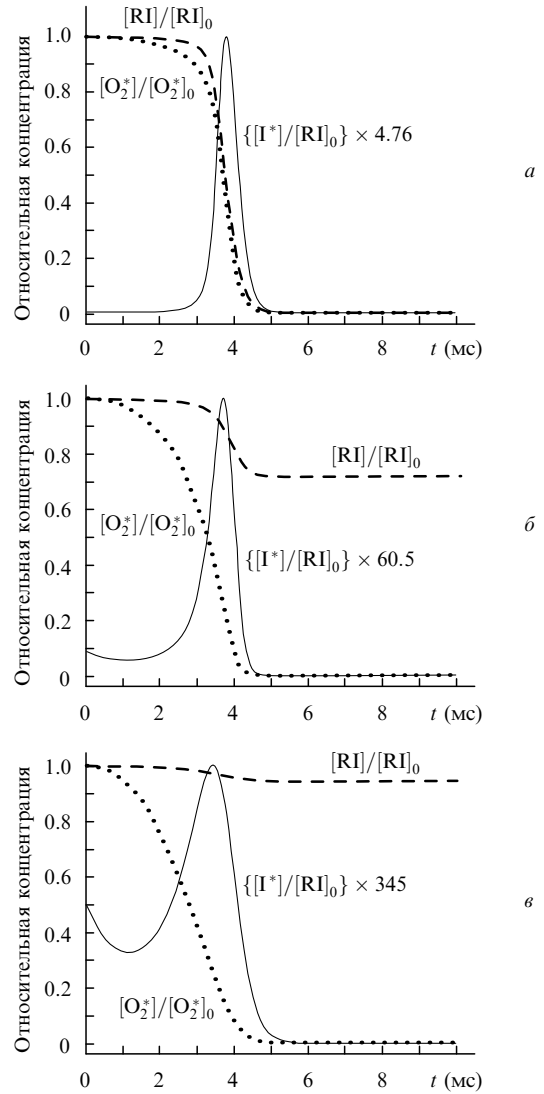 [RI]/[RI]₀
1.0
[O₂*]/[O₂*]₀
0.8
{[I*]/[RI]₀} × 4.76
0.6
0.4
0.2
0
Относительная концентрация
а
0 2 4 6 8 t (мс)
1.0
[RI]/[RI]₀
0.8
0.6
[O₂*]/[O₂*]₀
{[I*]/[RI]₀} × 60.5
0.4
0.2
0
Относительная концентрация
б
0 2 4 6 8 t (мс)
[RI]/[RI]₀
1.0
0.8
{[I*]/[RI]₀} × 345
0.6
0.4
0.2
[O₂*]/[O₂*]₀
0
Относительная концентрация
в
0 2 4 6 8 t (мс)